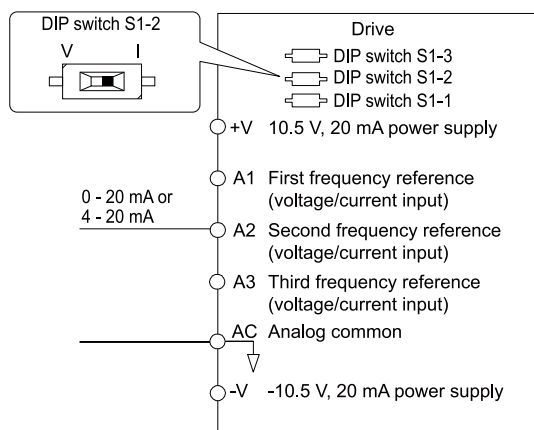 DIP switch S1-2
V I
Drive
DIP switch S1-3
DIP switch S1-2
DIP switch S1-1
+V 10.5 V, 20 mA power supply
A1 First frequency reference
(voltage/current input)
0 - 20 mA or
4 - 20 mA
A2 Second frequency reference
(voltage/current input)
A3 Third frequency reference
(voltage/current input)
AC Analog common
-V -10.5 V, 20 mA power supply